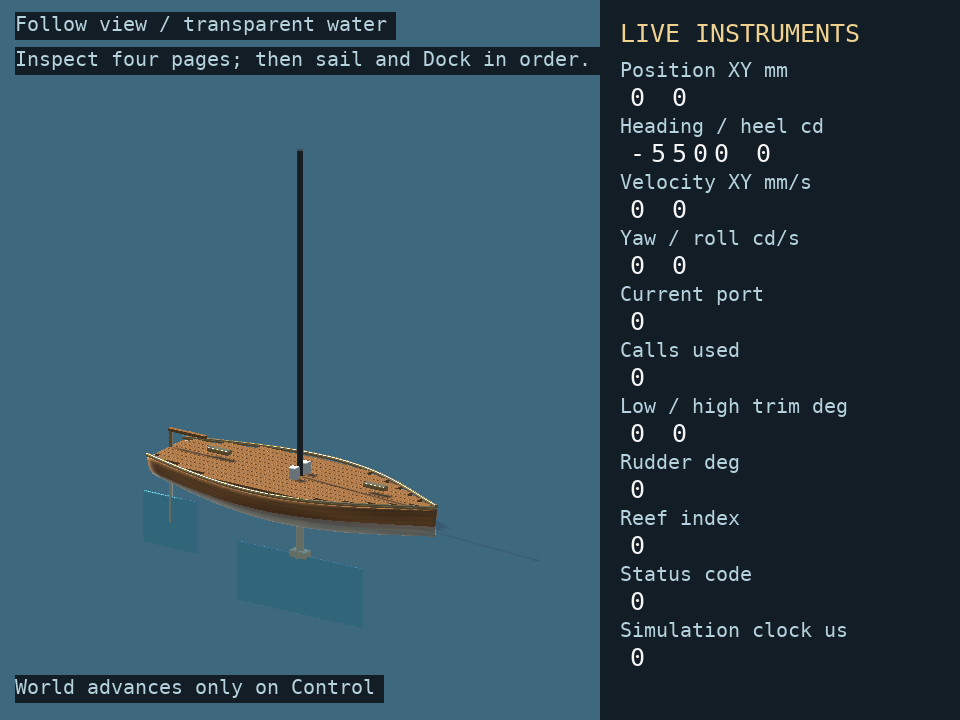 Follow view / transparent water
Inspect four pages; then sail and Dock in order.
World advances only on Control
LIVE INSTRUMENTS
Position XY mm
0 0
Heading / heel cd
-5500 0
Velocity XY mm/s
0 0
Yaw / roll cd/s
0 0
Current port
0
Calls used
0
Low / high trim deg
0 0
Rudder deg
0
Reef index
0
Status code
0
Simulation clock us
0